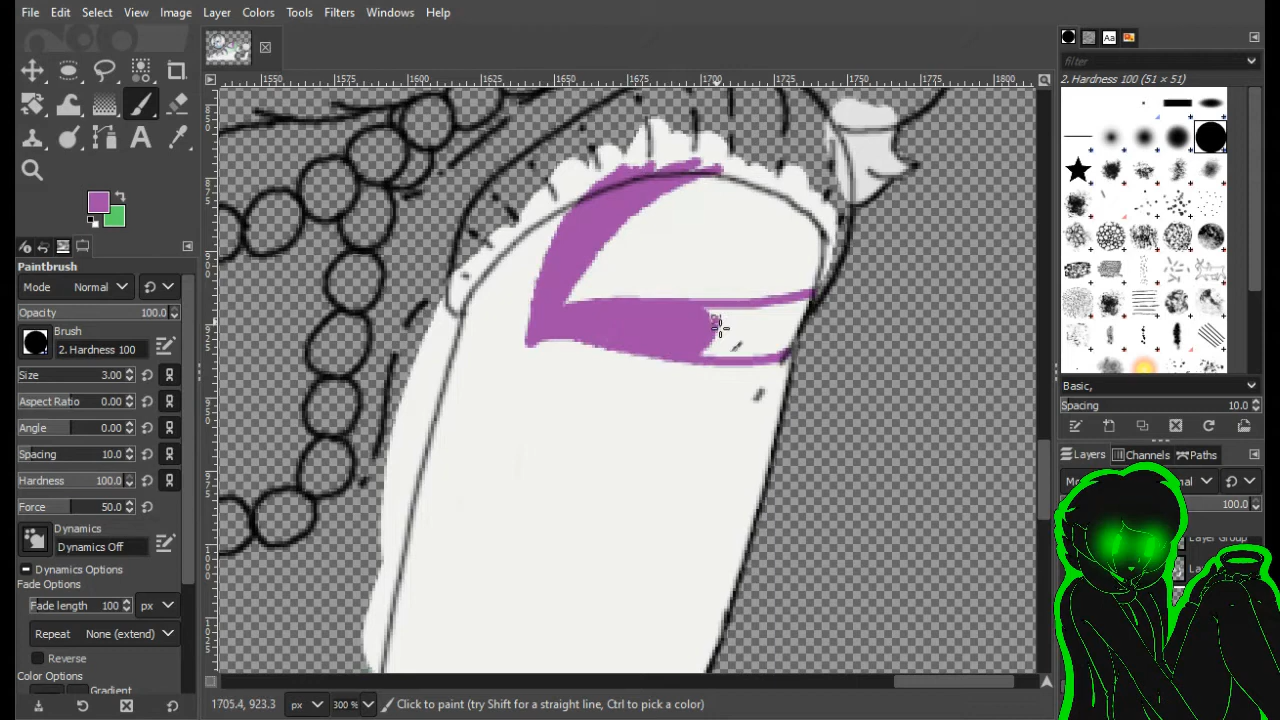 File Edit Select View Image Layer Colors Tools Filters Windows Help
1550 1575 1600 1625 1650 1675 1700 1725 1750 1775 1800
filter
2. Hardness 100 (51 × 51)
Paintbrush
Mode Normal
Opacity 100.0
Brush
2. Hardness 100
Size 3.00
Aspect Ratio 0.00
Angle 0.00
Spacing 10.0
Hardness 100.0
Force 50.0
Dynamics
Dynamics Off
Dynamics Options
Fade Options
Fade length 100 px
Repeat None (extend)
Reverse
Color Options
Gradient
Basic,
Spacing 10.0
Layers Channels Paths
100.0
Layer Group
1705.4, 923.3 px 300 % Click to paint (try Shift for a straight line, Ctrl to pick a color)